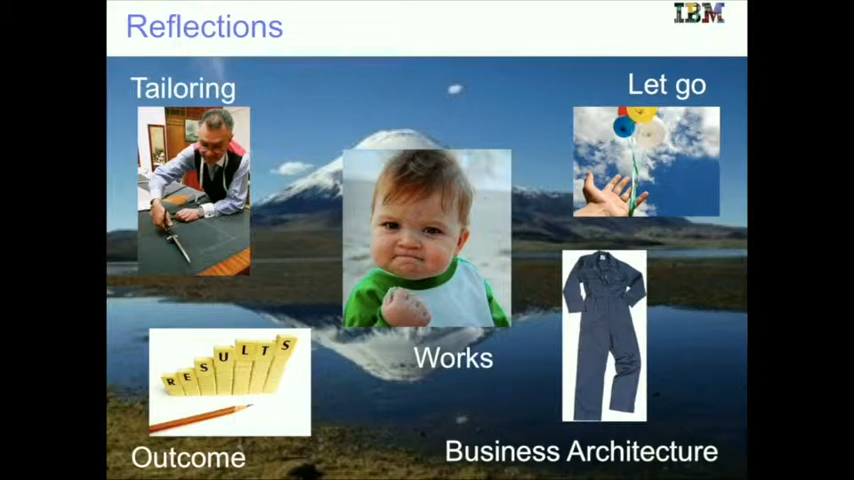 Reflections
IBM
Tailoring
Let go
RESULTS
Works
Outcome
Business Architecture